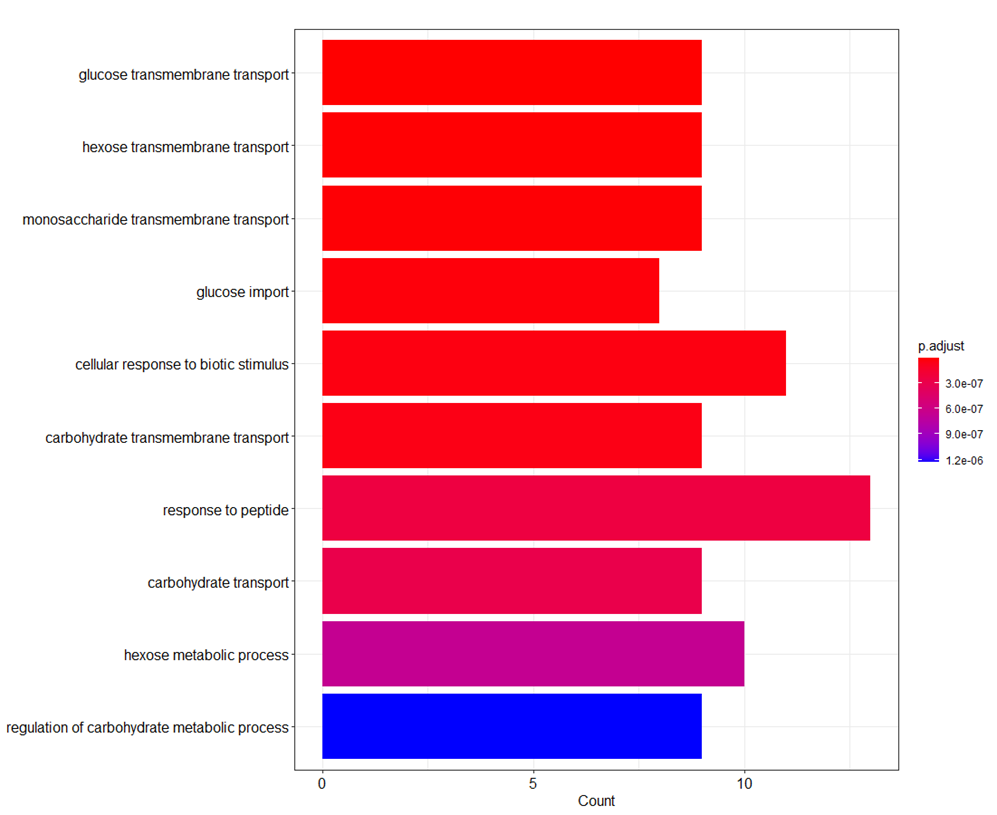 glucose transmembrane transport
hexose transmembrane transport
monosaccharide transmembrane transport
glucose import
cellular response to biotic stimulus
carbohydrate transmembrane transport
response to peptide
carbohydrate transport
hexose metabolic process
regulation of carbohydrate metabolic process
0 5 10
Count
p.adjust
3.0e-07
6.0e-07
9.0e-07
1.2e-06